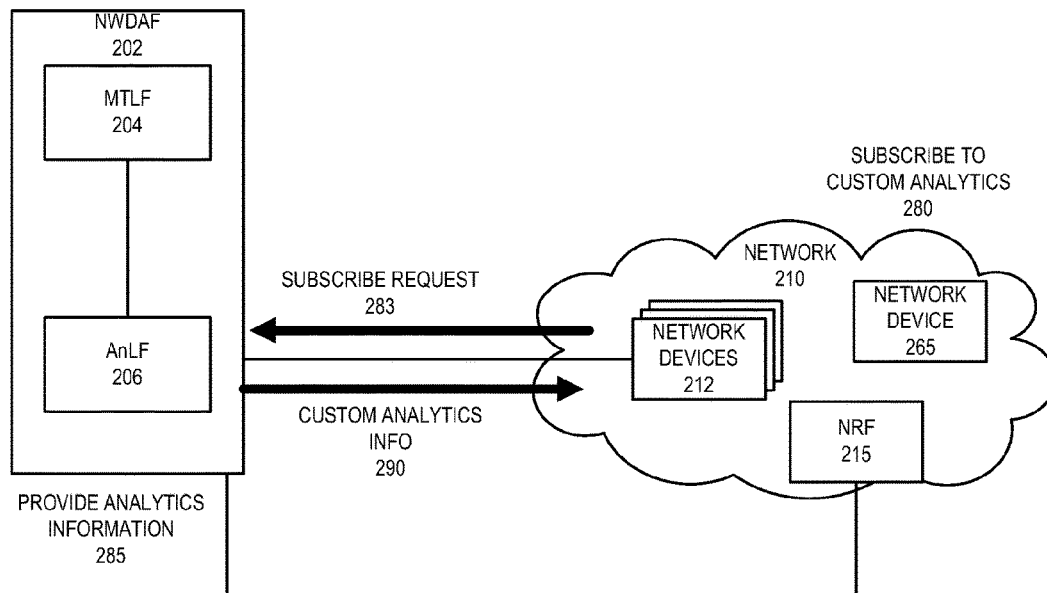 NWDAF
202
MTLF
204
AnLF
206
PROVIDE ANALYTICS
INFORMATION
285
SUBSCRIBE REQUEST
283
CUSTOM ANALYTICS
INFO
290
SUBSCRIBE TO
CUSTOM ANALYTICS
280
NETWORK
210
NETWORK
DEVICES
212
NETWORK
DEVICE
265
NRF
215